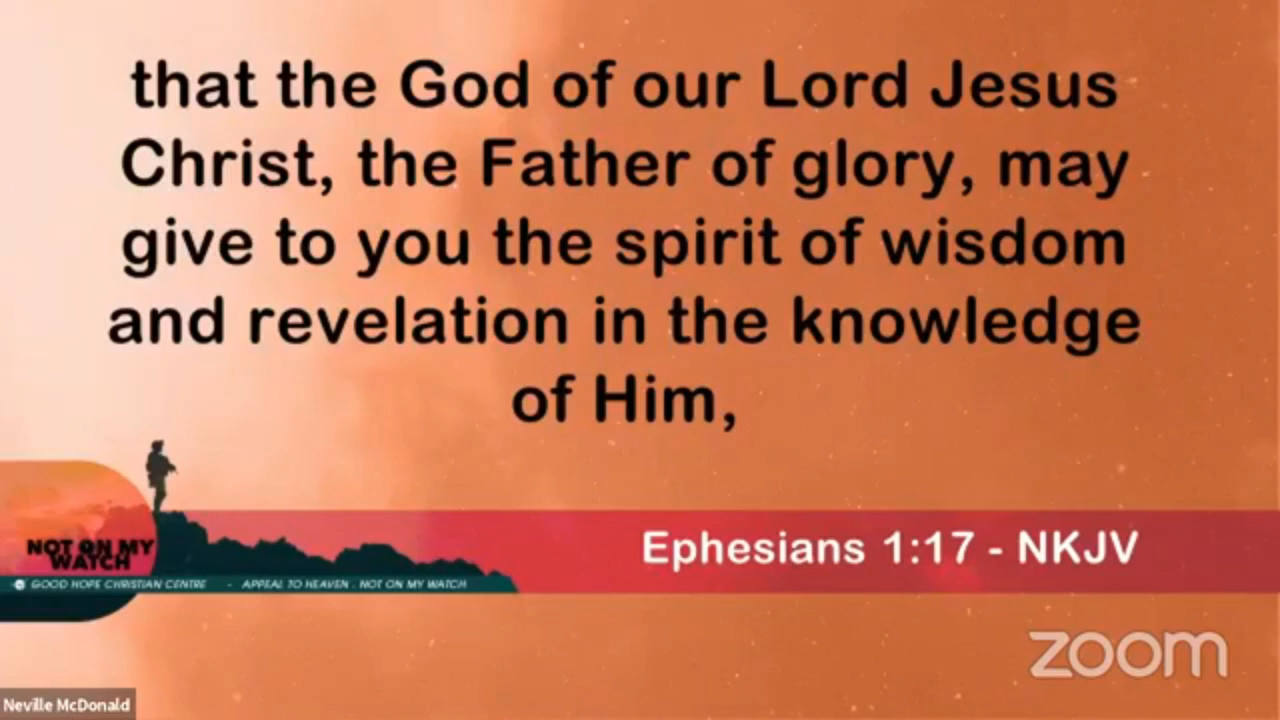 that the God of our Lord Jesus
Christ, the Father of glory, may
give to you the spirit of wisdom
and revelation in the knowledge
of Him,
NOT ON MY
WATCH
Ephesians 1:17 - NKJV
GOOD HOPE CHRISTIAN CENTRE - APPEAL TO HEAVEN . NOT ON MY WATCH
zoom
Neville McDonald